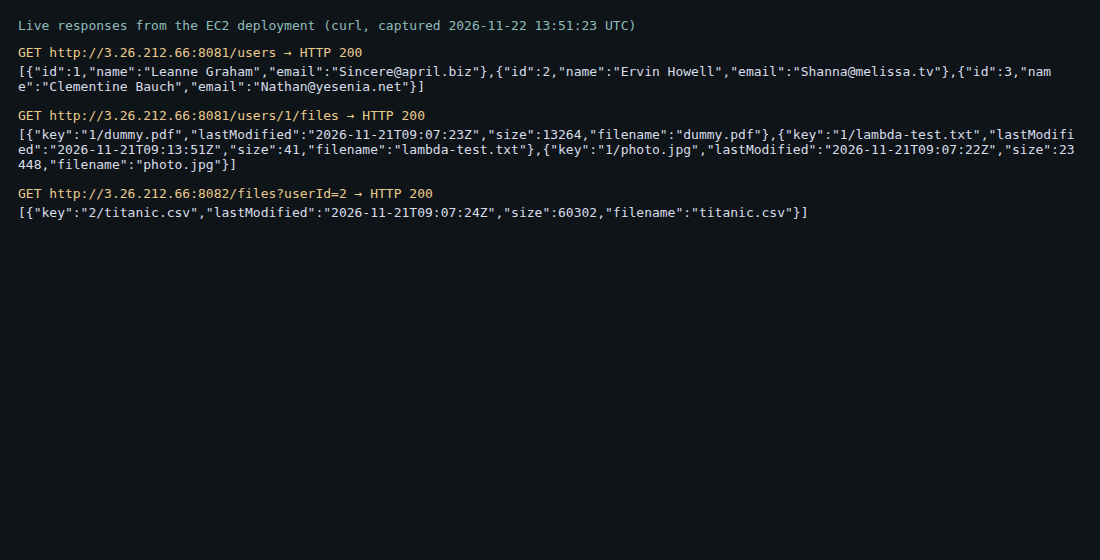 Live responses from the EC2 deployment (curl, captured 2026-11-22 13:51:23 UTC)
GET http://3.26.212.66:8081/users → HTTP 200
[{"id":1,"name":"Leanne Graham","email":"Sincere@april.biz"},{"id":2,"name":"Ervin Howell","email":"Shanna@melissa.tv"},{"id":3,"nam
e":"Clementine Bauch","email":"Nathan@yesenia.net"}]
GET http://3.26.212.66:8081/users/1/files → HTTP 200
[{"key":"1/dummy.pdf","lastModified":"2026-11-21T09:07:23Z","size":13264,"filename":"dummy.pdf"},{"key":"1/lambda-test.txt","lastModifi
ed":"2026-11-21T09:13:51Z","size":41,"filename":"lambda-test.txt"},{"key":"1/photo.jpg","lastModified":"2026-11-21T09:07:22Z","size":23
448,"filename":"photo.jpg"}]
GET http://3.26.212.66:8082/files?userId=2 → HTTP 200
[{"key":"2/titanic.csv","lastModified":"2026-11-21T09:07:24Z","size":60302,"filename":"titanic.csv"}]